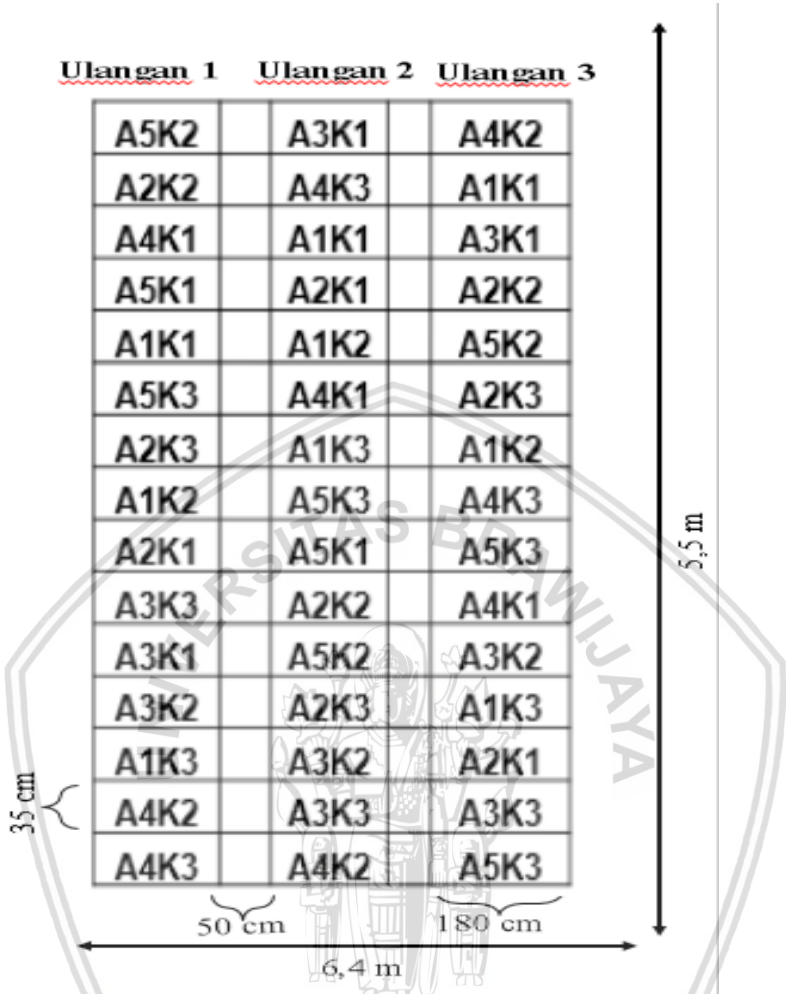 Ulangan 1 Ulangan 2 Ulangan 3
A5K2 A3K1 A4K2
A2K2 A4K3 A1K1
A4K1 A1K1 A3K1
A5K1 A2K1 A2K2
A1K1 A1K2 A5K2
A5K3 A4K1 A2K3
A2K3 A1K3 A1K2
A1K2 A5K3 A4K3
A2K1 A5K1 A5K3
A3K3 A2K2 A4K1
A3K1 A5K2 A3K2
A3K2 A2K3 A1K3
A1K3 A3K2 A2K1
A4K2 A3K3 A3K3
A4K3 A4K2 A5K3
35 cm
5,5 m
50 cm 180 cm
6,4 m
UNIVERSITAS BRAWIJAYA